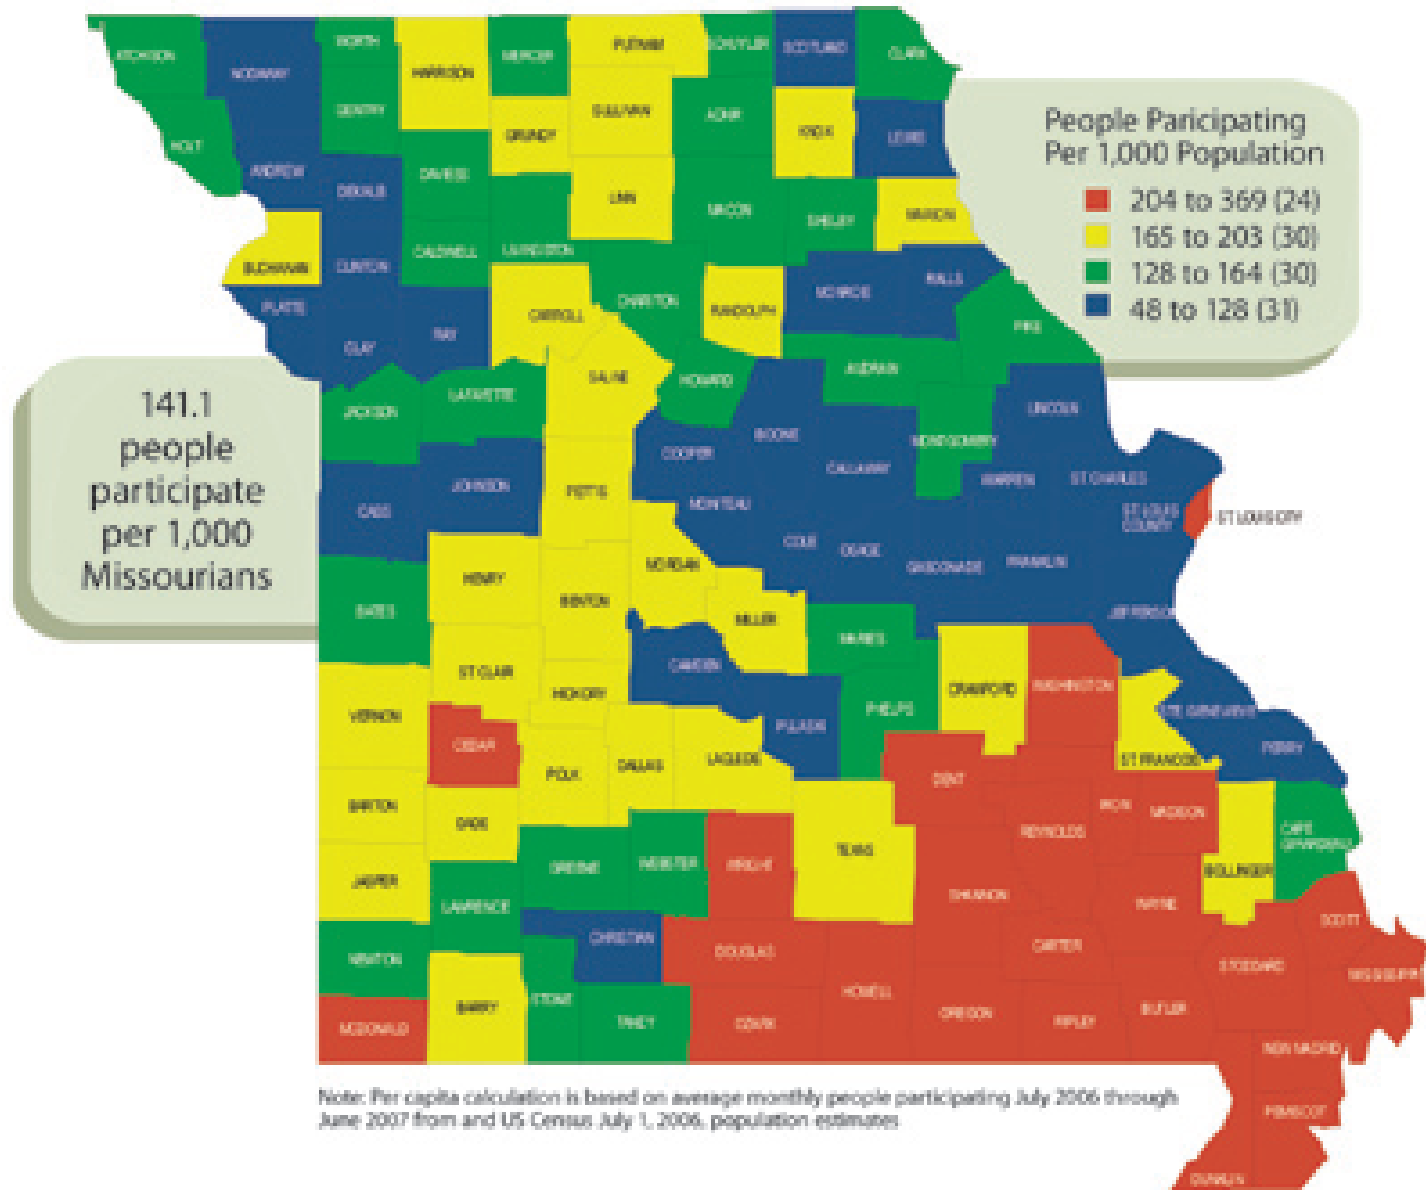 ATCHISON
NODAWAY
WORTH
HARRISON
MERCER
PUTNAM
SCHUYLER
SCOTLAND
CLARK
HOLT
GENTRY
GRUNDY
SULLIVAN
ADAIR
KNOX
LEWIS
ANDREW
DEKALB
DAVIESS
LINN
MACON
SHELBY
MARION
BUCHANAN
CLINTON
CALDWELL
LIVINGSTON
PLATTE
CLAY
RAY
CARROLL
CHARITON
RANDOLPH
MONROE
RALLS
PIKE
JACKSON
LAFAYETTE
SALINE
HOWARD
AUDRAIN
BOONE
MONTGOMERY
LINCOLN
CASS
JOHNSON
PETTIS
COOPER
MONITEAU
CALLAWAY
WARREN
ST CHARLES
ST LOUIS
COUNTY
ST LOUIS CITY
COLE
OSAGE
GASCONADE
FRANKLIN
JEFFERSON
BATES
HENRY
BENTON
MORGAN
MILLER
MARIES
ST CLAIR
HICKORY
CAMDEN
PULASKI
PHELPS
CRAWFORD
WASHINGTON
STE GENEVIEVE
PERRY
ST FRANCOIS
VERNON
CEDAR
POLK
DALLAS
LACLEDE
DENT
IRON
MADISON
REYNOLDS
BOLLINGER
CAPE
GIRARDEAU
BARTON
DADE
GREENE
WEBSTER
WRIGHT
TEXAS
SHANNON
WAYNE
SCOTT
JASPER
LAWRENCE
CHRISTIAN
DOUGLAS
CARTER
STODDARD
MISSISSIPPI
NEWTON
BARRY
STONE
TANEY
OZARK
HOWELL
OREGON
RIPLEY
BUTLER
NEW MADRID
MCDONALD
PEMISCOT
DUNKLIN
People Paricipating
Per 1,000 Population
204 to 369 (24)
165 to 203 (30)
128 to 164 (30)
48 to 128 (31)
141.1
people
participate
per 1,000
Missourians
Note: Per capita calculation is based on average monthly people participating July 2006 through
June 2007 from and US Census July 1, 2006, population estimates